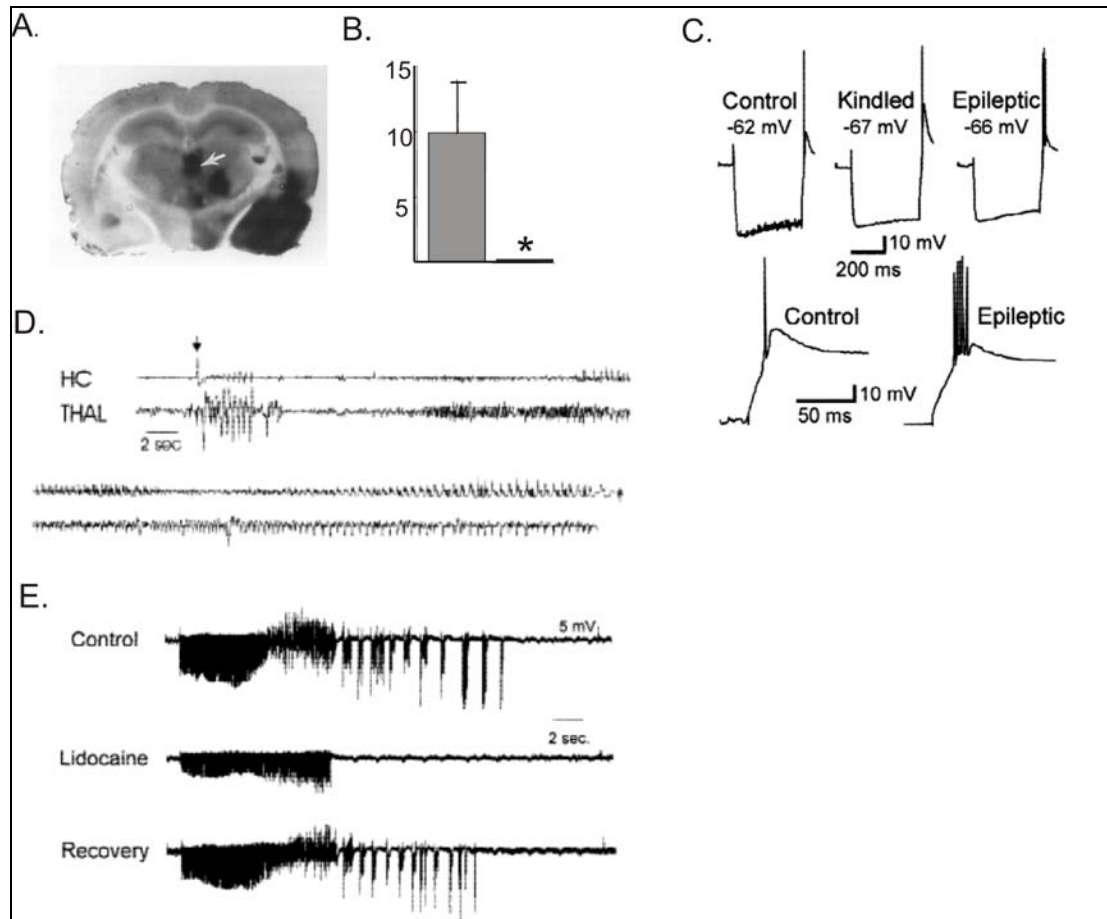 A.
B.
15
10
5
*
C.
Control
-62 mV
Kindled
-67 mV
Epileptic
-66 mV
10 mV
200 ms
Control
Epileptic
10 mV
50 ms
D.
HC
THAL
2 sec
E.
Control
5 mV
2 sec.
Lidocaine
Recovery